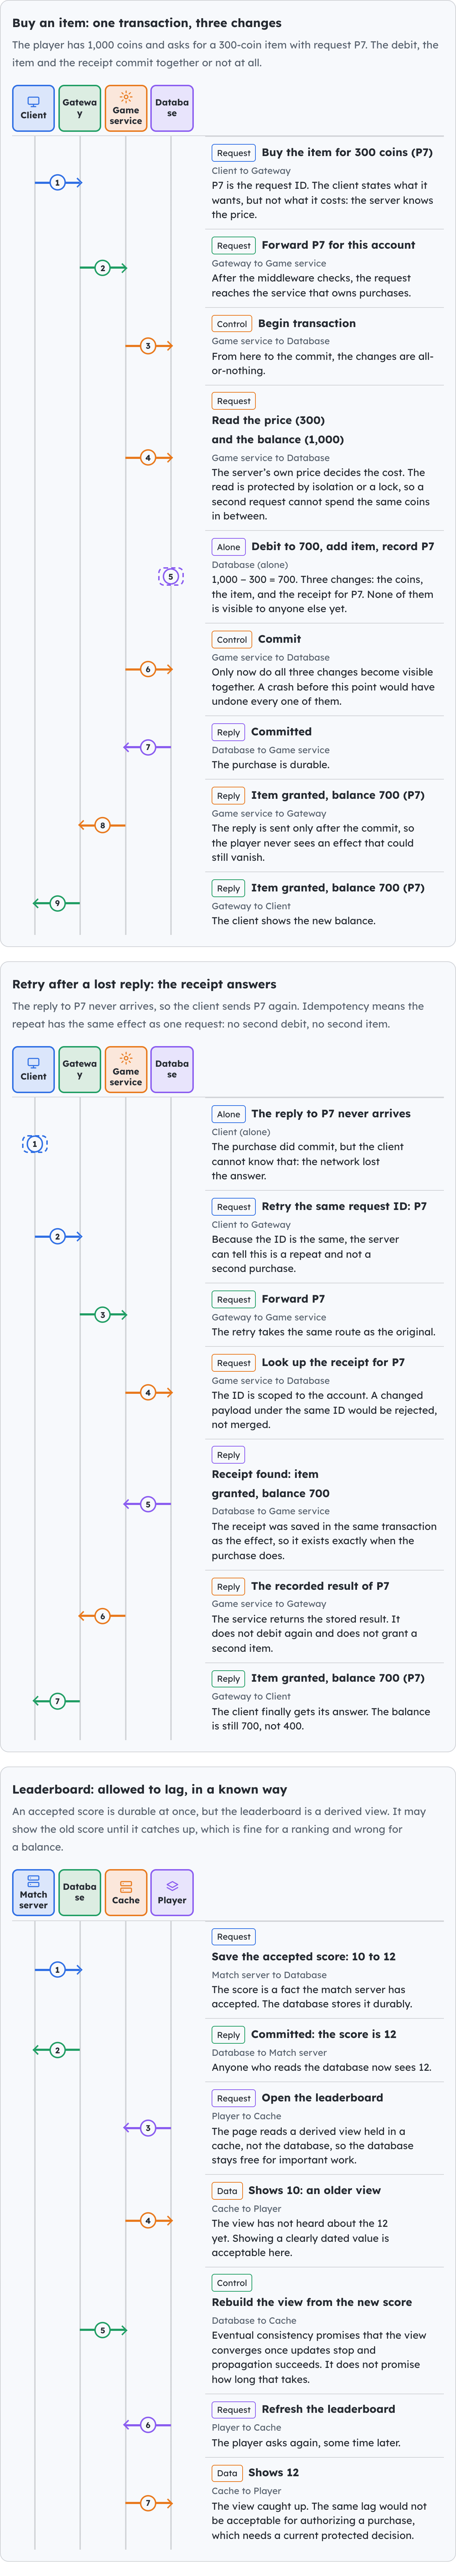 Buy an item: one transaction, three changes
The player has 1,000 coins and asks for a 300-coin item with request P7. The debit, the
item and the receipt commit together or not at all.
Client
Gatewa
y
Game
service
Databa
se
Request Buy the item for 300 coins (P7)
Client to Gateway
1
P7 is the request ID. The client states what it
wants, but not what it costs: the server knows
the price.
Request Forward P7 for this account
Gateway to Game service
2
After the middleware checks, the request
reaches the service that owns purchases.
Control Begin transaction
Game service to Database
3
From here to the commit, the changes are all-
or-nothing.
Request
Read the price (300)
and the balance (1,000)
Game service to Database
4
The server's own price decides the cost. The
read is protected by isolation or a lock, so a
second request cannot spend the same coins
in between.
Alone Debit to 700, add item, record P7
Database (alone)
5
1,000 − 300 = 700. Three changes: the coins,
the item, and the receipt for P7. None of them
is visible to anyone else yet.
Control Commit
Game service to Database
6
Only now do all three changes become visible
together. A crash before this point would have
undone every one of them.
Reply Committed
Database to Game service
7
The purchase is durable.
Reply Item granted, balance 700 (P7)
Game service to Gateway
8
The reply is sent only after the commit, so
the player never sees an effect that could
still vanish.
Reply Item granted, balance 700 (P7)
Gateway to Client
9
The client shows the new balance.
Retry after a lost reply: the receipt answers
The reply to P7 never arrives, so the client sends P7 again. Idempotency means the
repeat has the same effect as one request: no second debit, no second item.
Client
Gatewa
y
Game
service
Databa
se
Alone The reply to P7 never arrives
Client (alone)
1
The purchase did commit, but the client
cannot know that: the network lost
the answer.
Request Retry the same request ID: P7
Client to Gateway
2
Because the ID is the same, the server
can tell this is a repeat and not a
second purchase.
Request Forward P7
Gateway to Game service
3
The retry takes the same route as the original.
Request Look up the receipt for P7
Game service to Database
4
The ID is scoped to the account. A changed
payload under the same ID would be rejected,
not merged.
Reply
Receipt found: item
granted, balance 700
Database to Game service
5
The receipt was saved in the same transaction
as the effect, so it exists exactly when the
purchase does.
Reply The recorded result of P7
Game service to Gateway
6
The service returns the stored result. It
does not debit again and does not grant a
second item.
Reply Item granted, balance 700 (P7)
Gateway to Client
7
The client finally gets its answer. The balance
is still 700, not 400.
Leaderboard: allowed to lag, in a known way
An accepted score is durable at once, but the leaderboard is a derived view. It may
show the old score until it catches up, which is fine for a ranking and wrong for
a balance.
Match
server
Databa
se
Cache
Player
Request
Save the accepted score: 10 to 12
Match server to Database
1
The score is a fact the match server has
accepted. The database stores it durably.
Reply Committed: the score is 12
Database to Match server
2
Anyone who reads the database now sees 12.
Request Open the leaderboard
Player to Cache
3
The page reads a derived view held in a
cache, not the database, so the database
stays free for important work.
Data Shows 10: an older view
Cache to Player
4
The view has not heard about the 12
yet. Showing a clearly dated value is
acceptable here.
Control
Rebuild the view from the new score
Database to Cache
5
Eventual consistency promises that the view
converges once updates stop and
propagation succeeds. It does not promise
how long that takes.
Request Refresh the leaderboard
Player to Cache
6
The player asks again, some time later.
Data Shows 12
Cache to Player
7
The view caught up. The same lag would not
be acceptable for authorizing a purchase,
which needs a current protected decision.